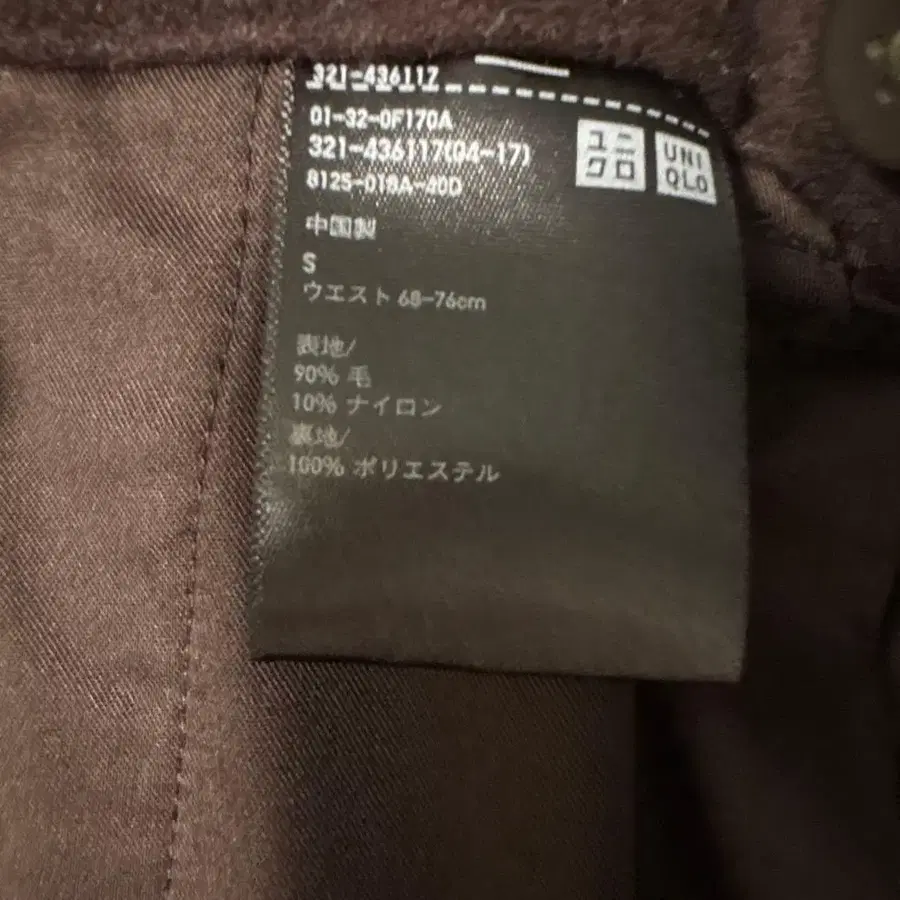 321-436117
01-32-0F170A
321-436117(04-17)
8125-018A-40D
ユニクロ
UNIQLO
中国製
S
ウエスト 68-76cm
表地/
90% 毛
10% ナイロン
裏地/
100% ポリエステル